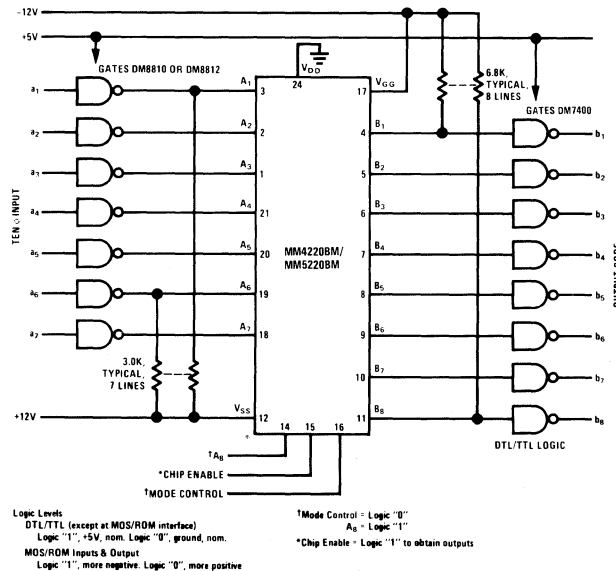 -12V
+5V
GATES DM8810 OR DM8812
VDD
24
VGG
17
6.8K,
TYPICAL,
8 LINES
GATES DM7400
TEN φ INPUT
a1
a2
a3
a4
a5
a6
a7
A1
3
A2
2
A3
1
A4
21
A5
20
A6
19
A7
18
MM4220BM/
MM5220BM
B1
4
B2
5
B3
6
B4
7
B5
8
B6
9
B7
10
B8
11
b1
b2
b3
b4
b5
b6
b7
b8
3.0K,
TYPICAL,
7 LINES
+12V
VSS
12
14
15
16
DTL/TTL LOGIC
†A8
*CHIP ENABLE
†MODE CONTROL
Logic Levels
DTL/TTL (except at MOS/ROM interface)
Logic "1", +5V, nom. Logic "0", ground, nom.
MOS/ROM Inputs & Output
Logic "1", more negative. Logic "0", more positive
†Mode Control = Logic "0"
A8 = Logic "1"
*Chip Enable = Logic "1" to obtain outputs